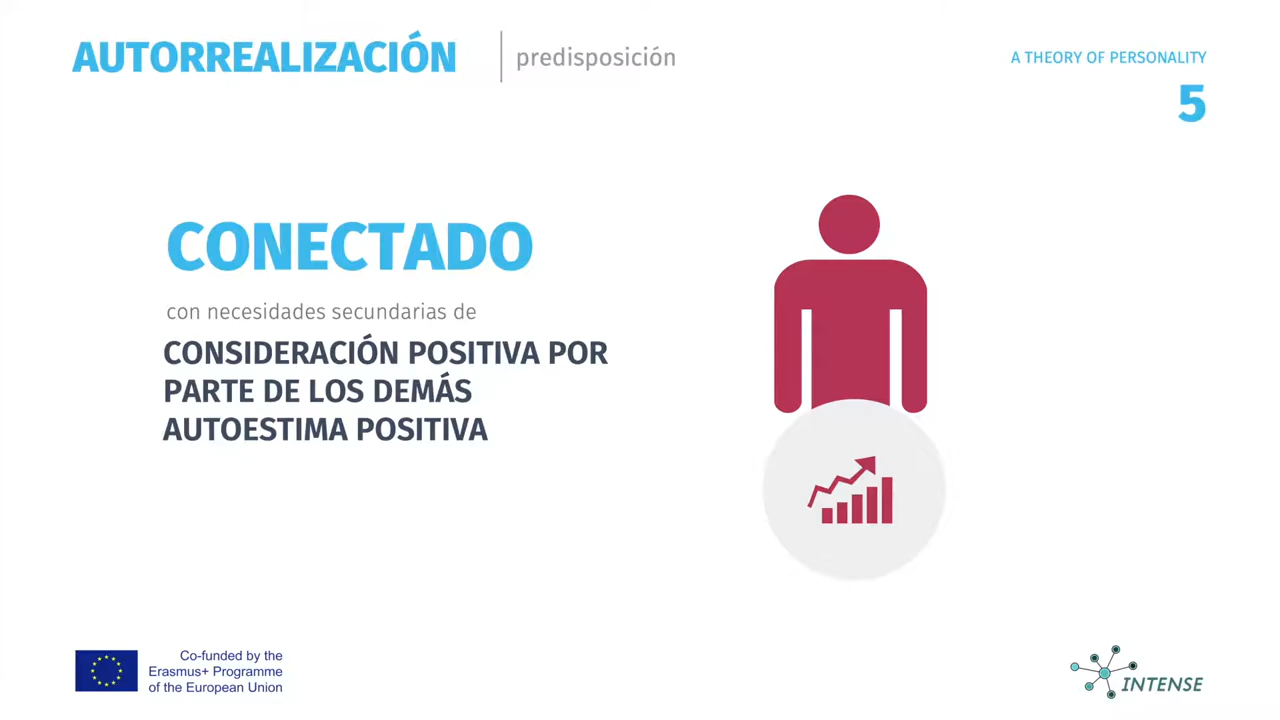 AUTORREALIZACIÓN
predisposición
A THEORY OF PERSONALITY
5
CONECTADO
con necesidades secundarias de
CONSIDERACIÓN POSITIVA POR
PARTE DE LOS DEMÁS
AUTOESTIMA POSITIVA
Co-funded by the
Erasmus+ Programme
of the European Union
INTENSE